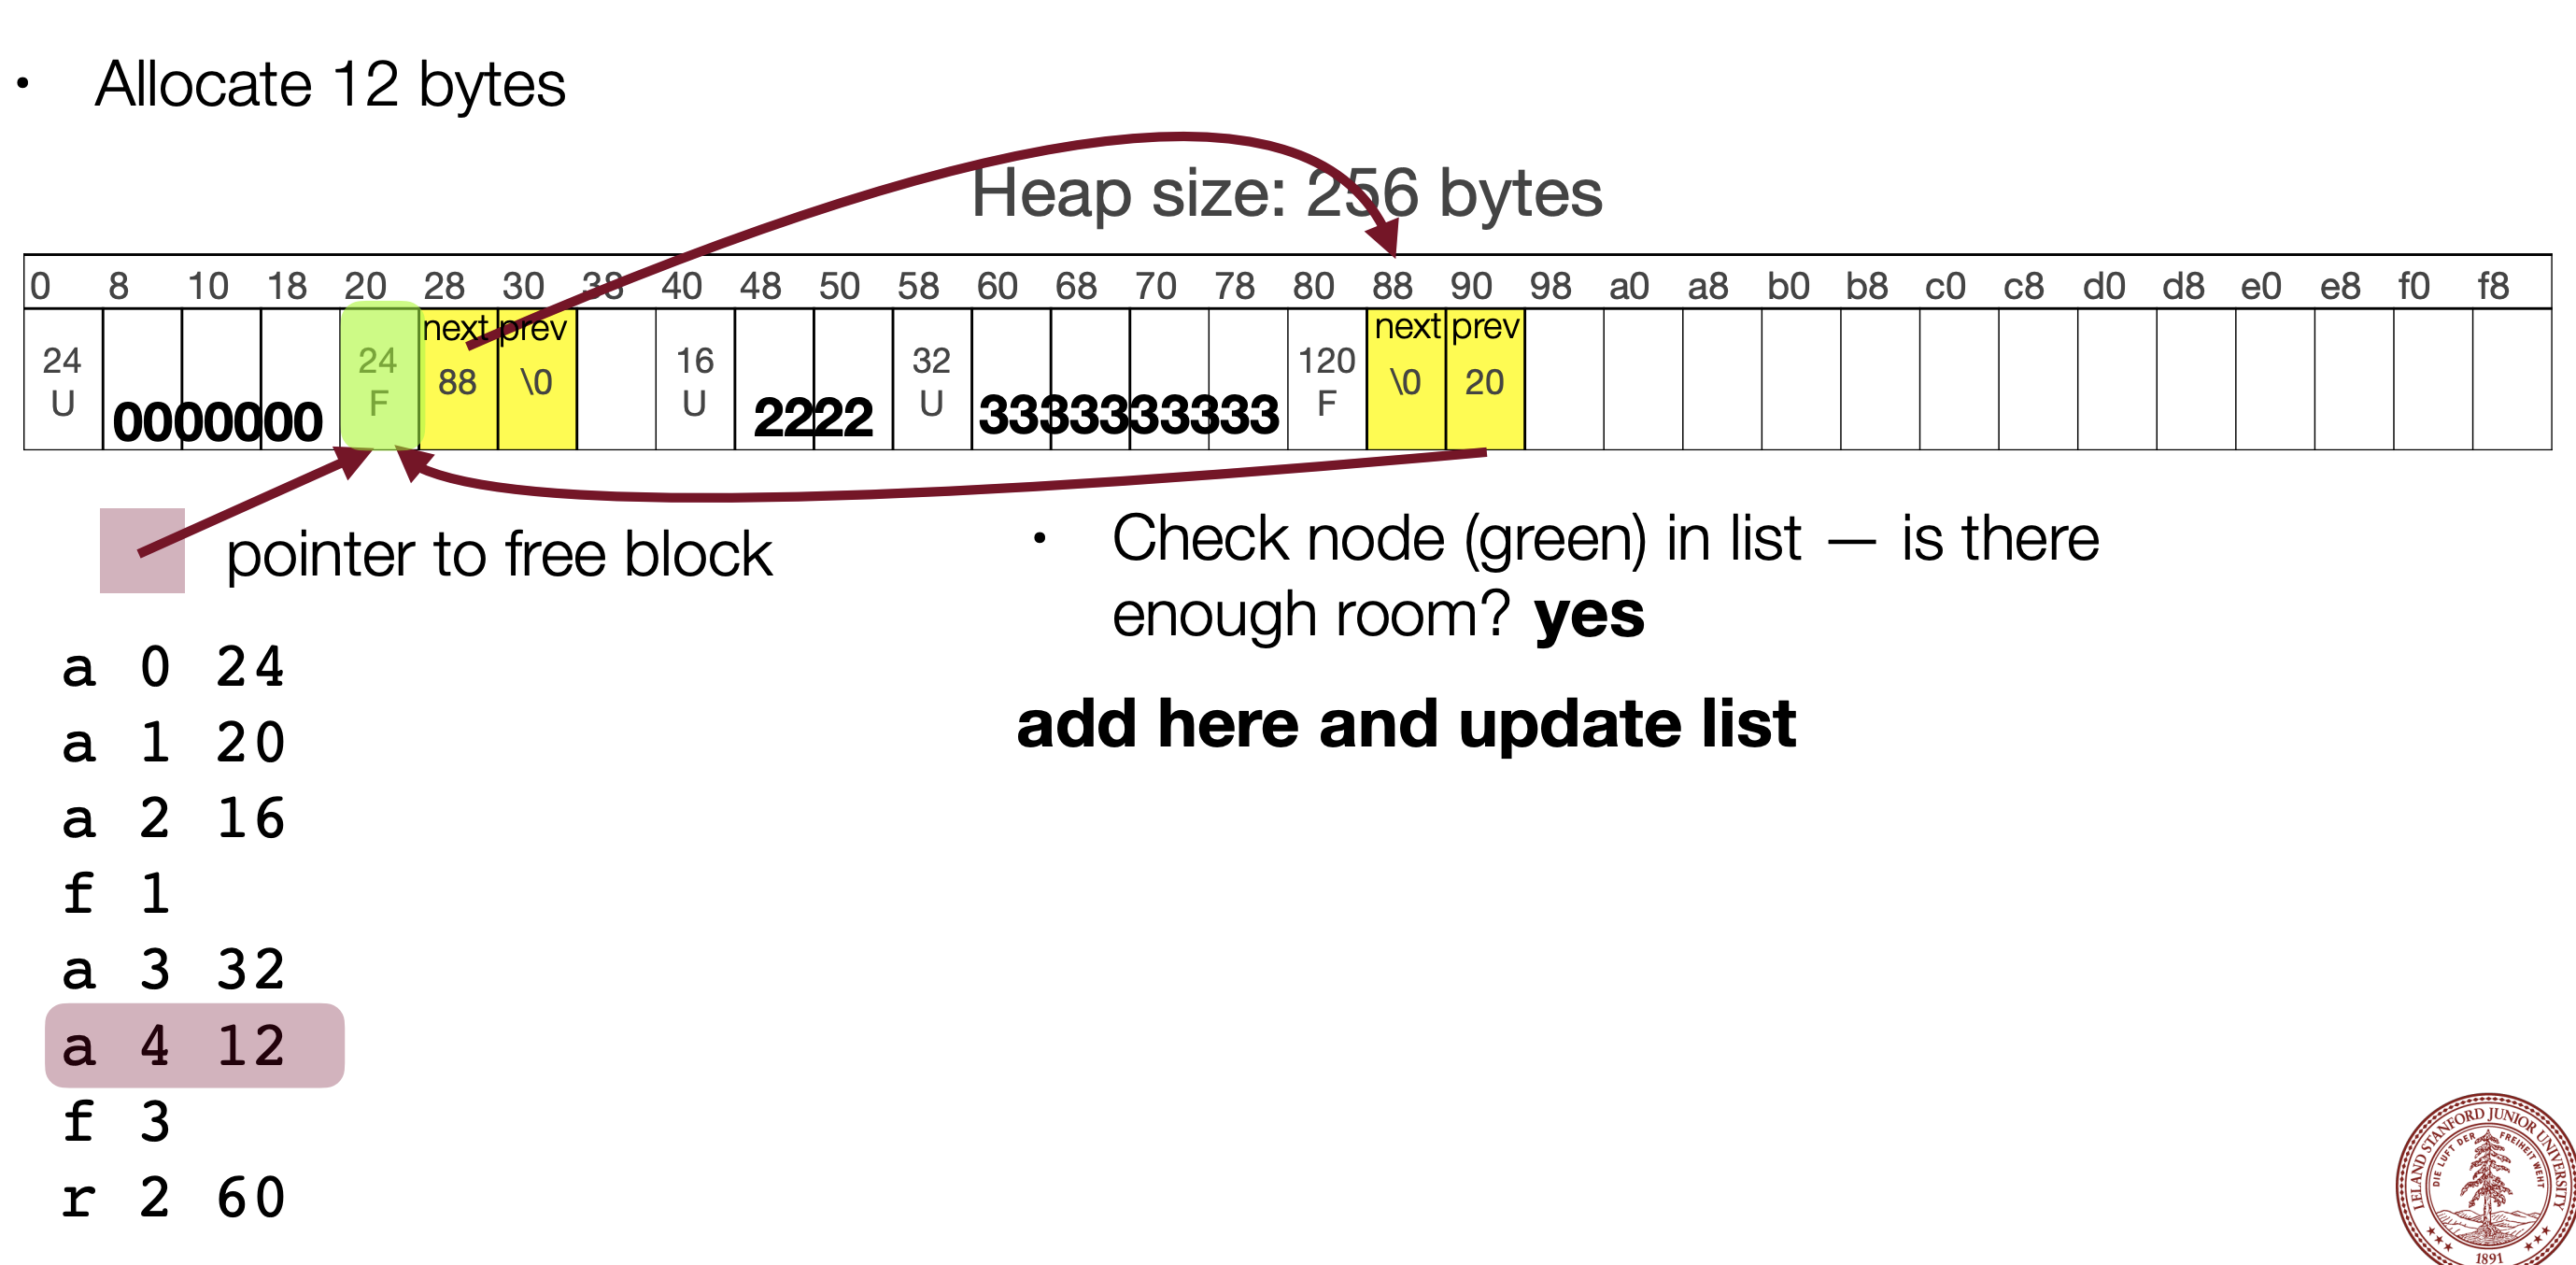 • Allocate 12 bytes
Heap size: 256 bytes
0 8 10 18 20 28 30 38 40 48 50 58 60 68 70 78 80 88 90 98 a0 a8 b0 b8 c0 c8 d0 d8 e0 e8 f0 f8
next prev next prev
24 24 88 \0 16 32 120 \0 20
U F U U F
0000000 2222 3333333333
pointer to free block
• Check node (green) in list — is there
enough room? yes
add here and update list
a 0 24
a 1 20
a 2 16
f 1
a 3 32
a 4 12
f 3
r 2 60
LELAND STANFORD JUNIOR UNIVERSITY
DIE LUFT DER FREIHEIT WEHT
1891